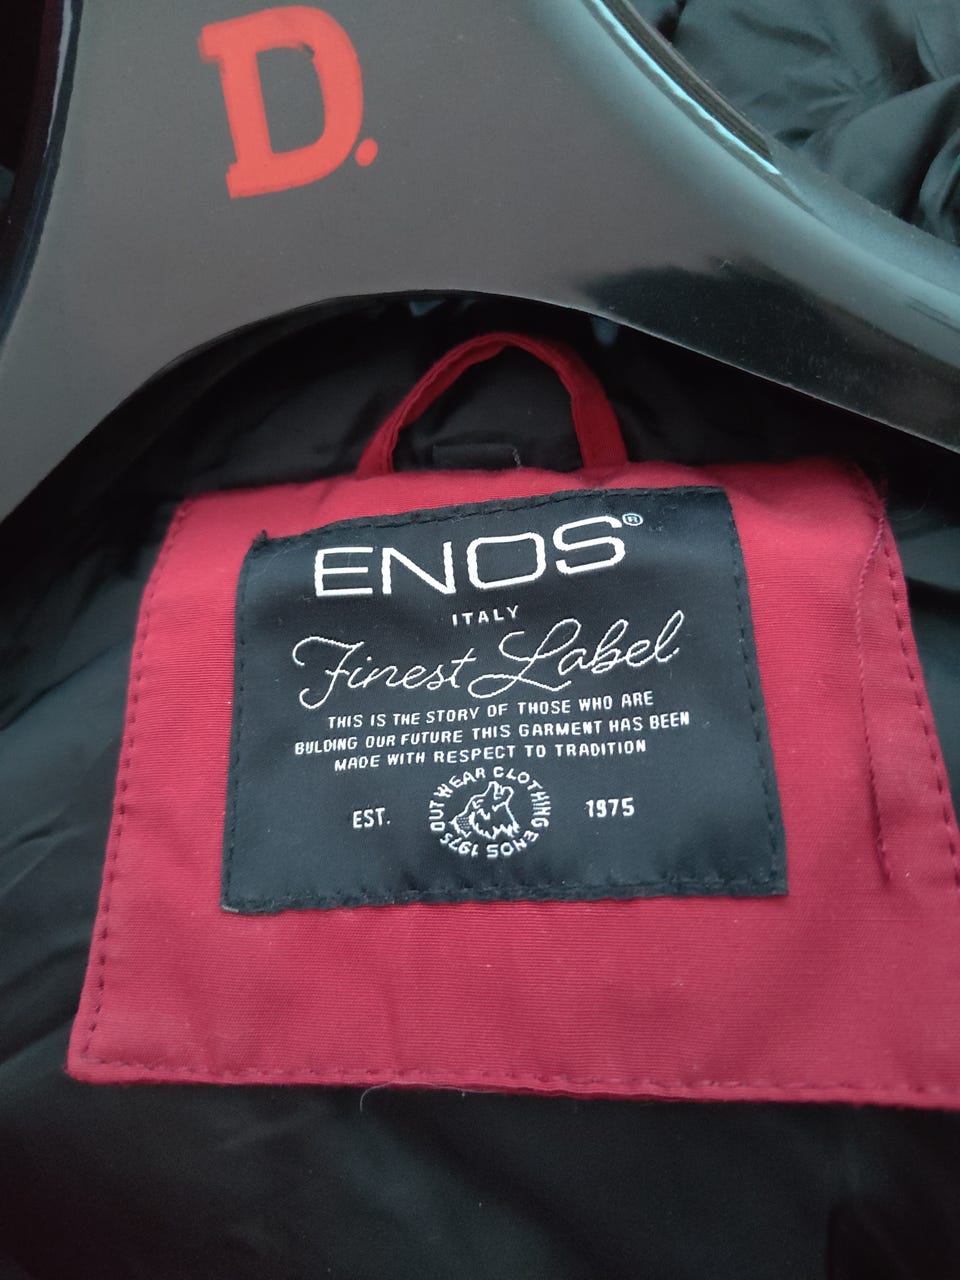 D.
ENOS®
ITALY
Finest Label
THIS IS THE STORY OF THOSE WHO ARE
BULDING OUR FUTURE THIS GARMENT HAS BEEN
MADE WITH RESPECT TO TRADITION
EST. 1975
OUTWEAR CLOTHING ENOS 1975